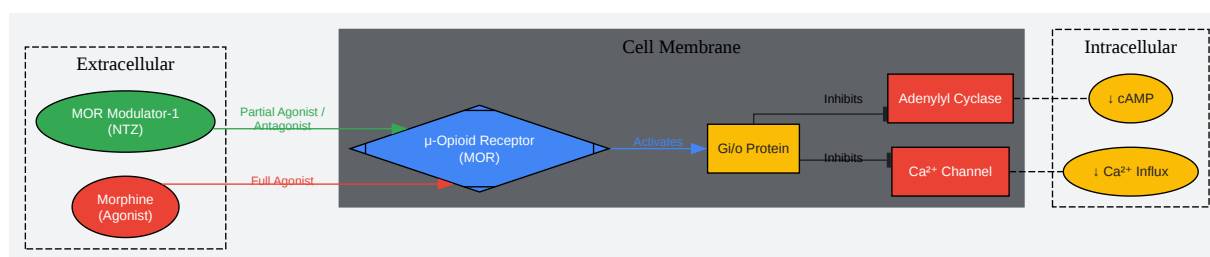 Extracellular
MOR Modulator-1
(NTZ)
Morphine
(Agonist)
Partial Agonist /
Antagonist
Full Agonist
Cell Membrane
μ-Opioid Receptor
(MOR)
Activates
Gi/o Protein
Inhibits
Inhibits
Adenylyl Cyclase
Ca²⁺ Channel
Intracellular
↓ cAMP
↓ Ca²⁺ Influx